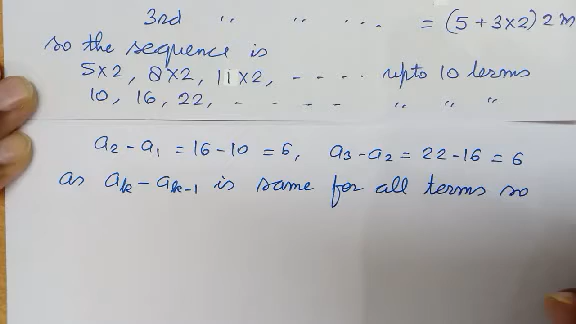 3rd " " ... = (5 + 3×2) 2 m
so the sequence is
5×2, 8×2, 11×2, - - - - upto 10 terms
10, 16, 22, - - - - " " "
a₂ - a₁ = 16 - 10 = 6, a₃ - a₂ = 22 - 16 = 6
as aₖ - aₖ₋₁ is same for all terms so